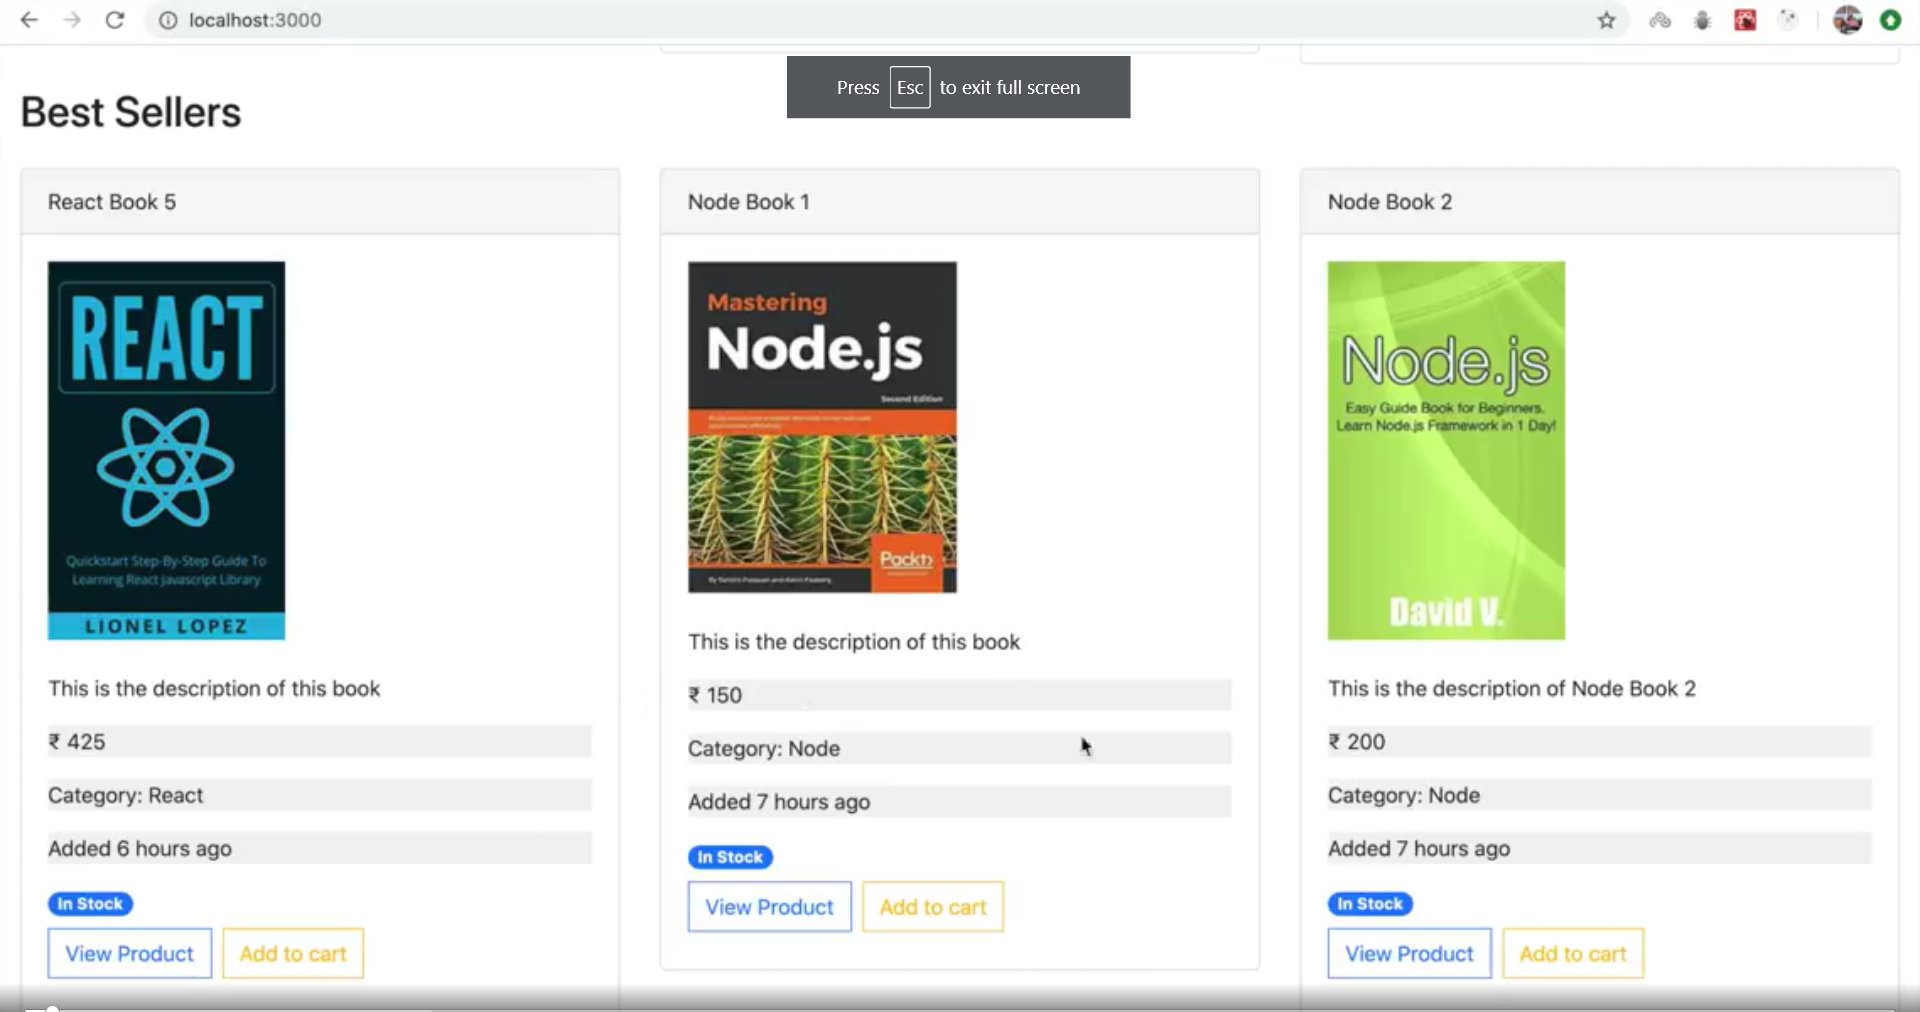 localhost:3000
Press Esc to exit full screen
Best Sellers
React Book 5
REACT
Quickstart Step-By-Step Guide To
Learning React Javascript Library
LIONEL LOPEZ
This is the description of this book
₹ 425
Category: React
Added 6 hours ago
In Stock
View Product
Add to cart
Node Book 1
Mastering
Node.js
Second Edition
Packt>
This is the description of this book
₹ 150
Category: Node
Added 7 hours ago
In Stock
View Product
Add to cart
Node Book 2
Node.js
Easy Guide Book for Beginners.
Learn Node.js Framework in 1 Day!
David V.
This is the description of Node Book 2
₹ 200
Category: Node
Added 7 hours ago
In Stock
View Product
Add to cart